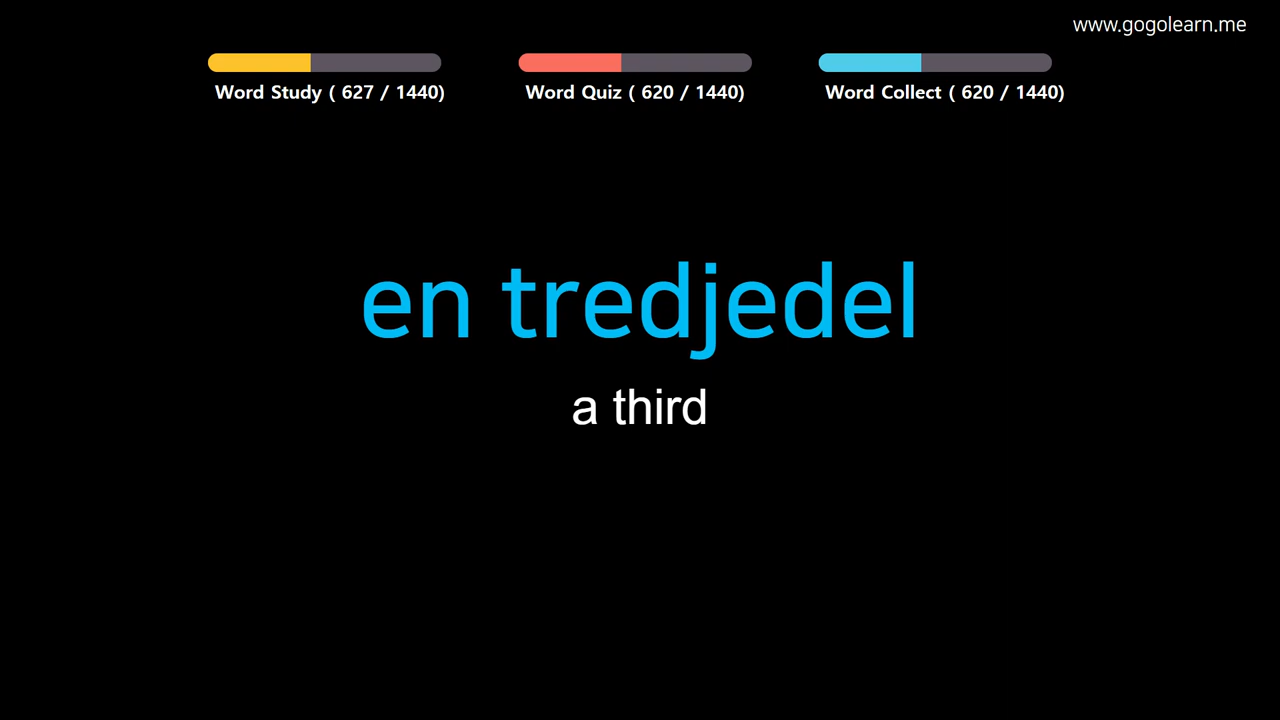 www.gogolearn.me
Word Study ( 627 / 1440)
Word Quiz ( 620 / 1440)
Word Collect ( 620 / 1440)
en tredjedel
a third